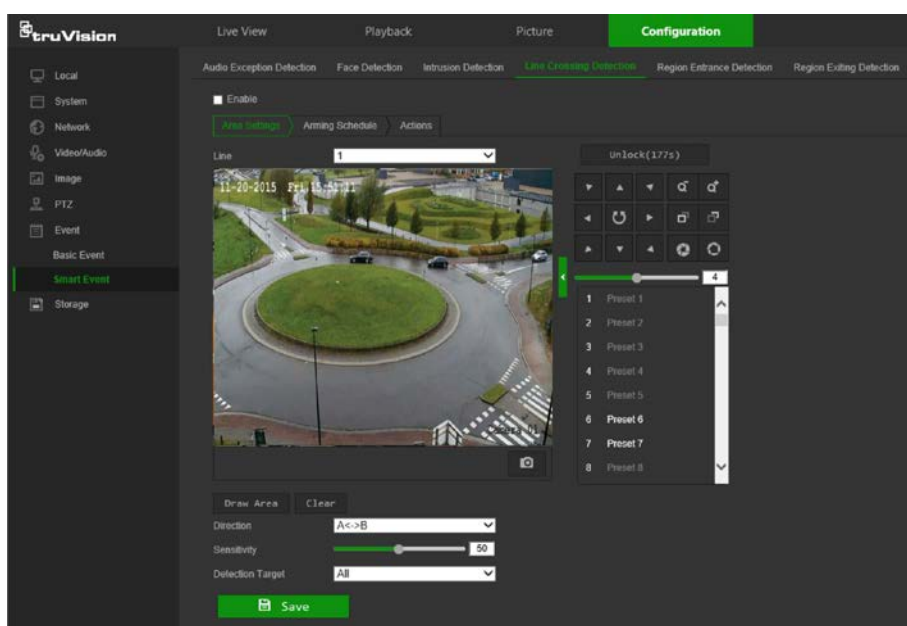 truVision
Live View
Playback
Picture
Configuration
Audio Exception Detection
Face Detection
Intrusion Detection
Line Crossing Detection
Region Entrance Detection
Region Exiting Detection
Local
System
Network
Video/Audio
Image
PTZ
Event
Basic Event
Smart Event
Storage
Enable
Area Settings
Arming Schedule
Actions
Line
1
11-20-2015 Fri 15:51:11
Camera 01
Unlock(177s)
4
1 Preset 1
2 Preset 2
3 Preset 3
4 Preset 4
5 Preset 5
6 Preset 6
7 Preset 7
8 Preset 8
Draw Area
Clear
Direction
A<->B
Sensitivity
50
Detection Target
All
Save